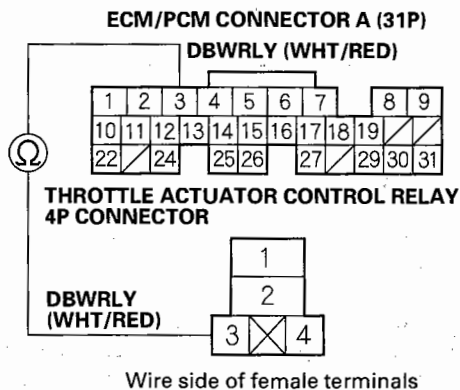 ECM/PCM CONNECTOR A (31P)
DBWRLY (WHT/RED)
1 2 3 4 5 6 7 8 9
10 11 12 13 14 15 16 17 18 19
22 24 25 26 27 29 30 31
Ω
THROTTLE ACTUATOR CONTROL RELAY
4P CONNECTOR
1
2
DBWRLY
(WHT/RED)
3 4
Wire side of female terminals